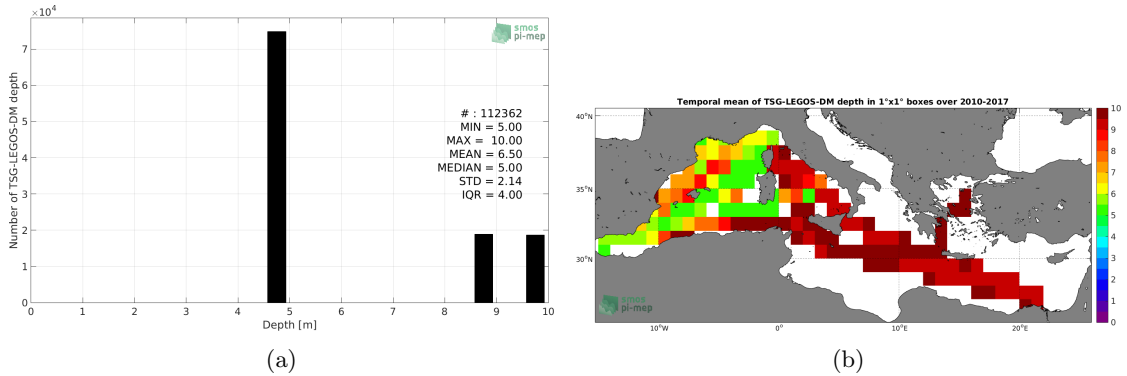 ×10⁴
7
6
5
4
3
2
1
0
0 1 2 3 4 5 6 7 8 9 10
Number of TSG-LEGOS-DM depth
Depth [m]
smos
pi-mep
# : 112362
MIN = 5.00
MAX = 10.00
MEAN = 6.50
MEDIAN = 5.00
STD = 2.14
IQR = 4.00
(a)
Temporal mean of TSG-LEGOS-DM depth in 1°x1° boxes over 2010-2017
40°N
35°N
30°N
10°W 0° 10°E 20°E
smos
pi-mep
10
9
8
7
6
5
4
3
2
1
0
(b)